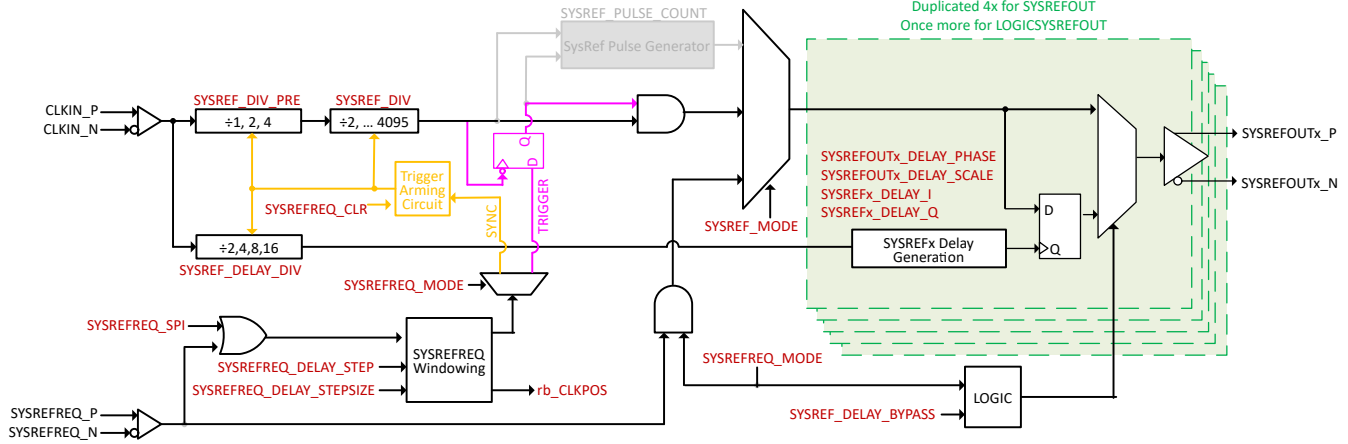 Duplicated 4x for SYSREFOUT
Once more for LOGICSYSREFOUT
SYSREF_PULSE_COUNT
SysRef Pulse Generator
CLKIN_P
CLKIN_N
SYSREF_DIV_PRE
÷1, 2, 4
SYSREF_DIV
÷2, ... 4095
Q
D
TRIGGER
Trigger
Arming
Circuit
SYSREFREQ_CLR
SYNC
÷2,4,8,16
SYSREF_DELAY_DIV
SYSREF_MODE
SYSREFOUTx_DELAY_PHASE
SYSREFOUTx_DELAY_SCALE
SYSREFx_DELAY_I
SYSREFx_DELAY_Q
SYSREFx Delay
Generation
D
Q
SYSREFOUTx_P
SYSREFOUTx_N
SYSREFREQ_MODE
SYSREFREQ_SPI
SYSREFREQ
Windowing
SYSREFREQ_DELAY_STEP
SYSREFREQ_DELAY_STEPSIZE
rb_CLKPOS
SYSREFREQ_MODE
SYSREF_DELAY_BYPASS
LOGIC
SYSREFREQ_P
SYSREFREQ_N